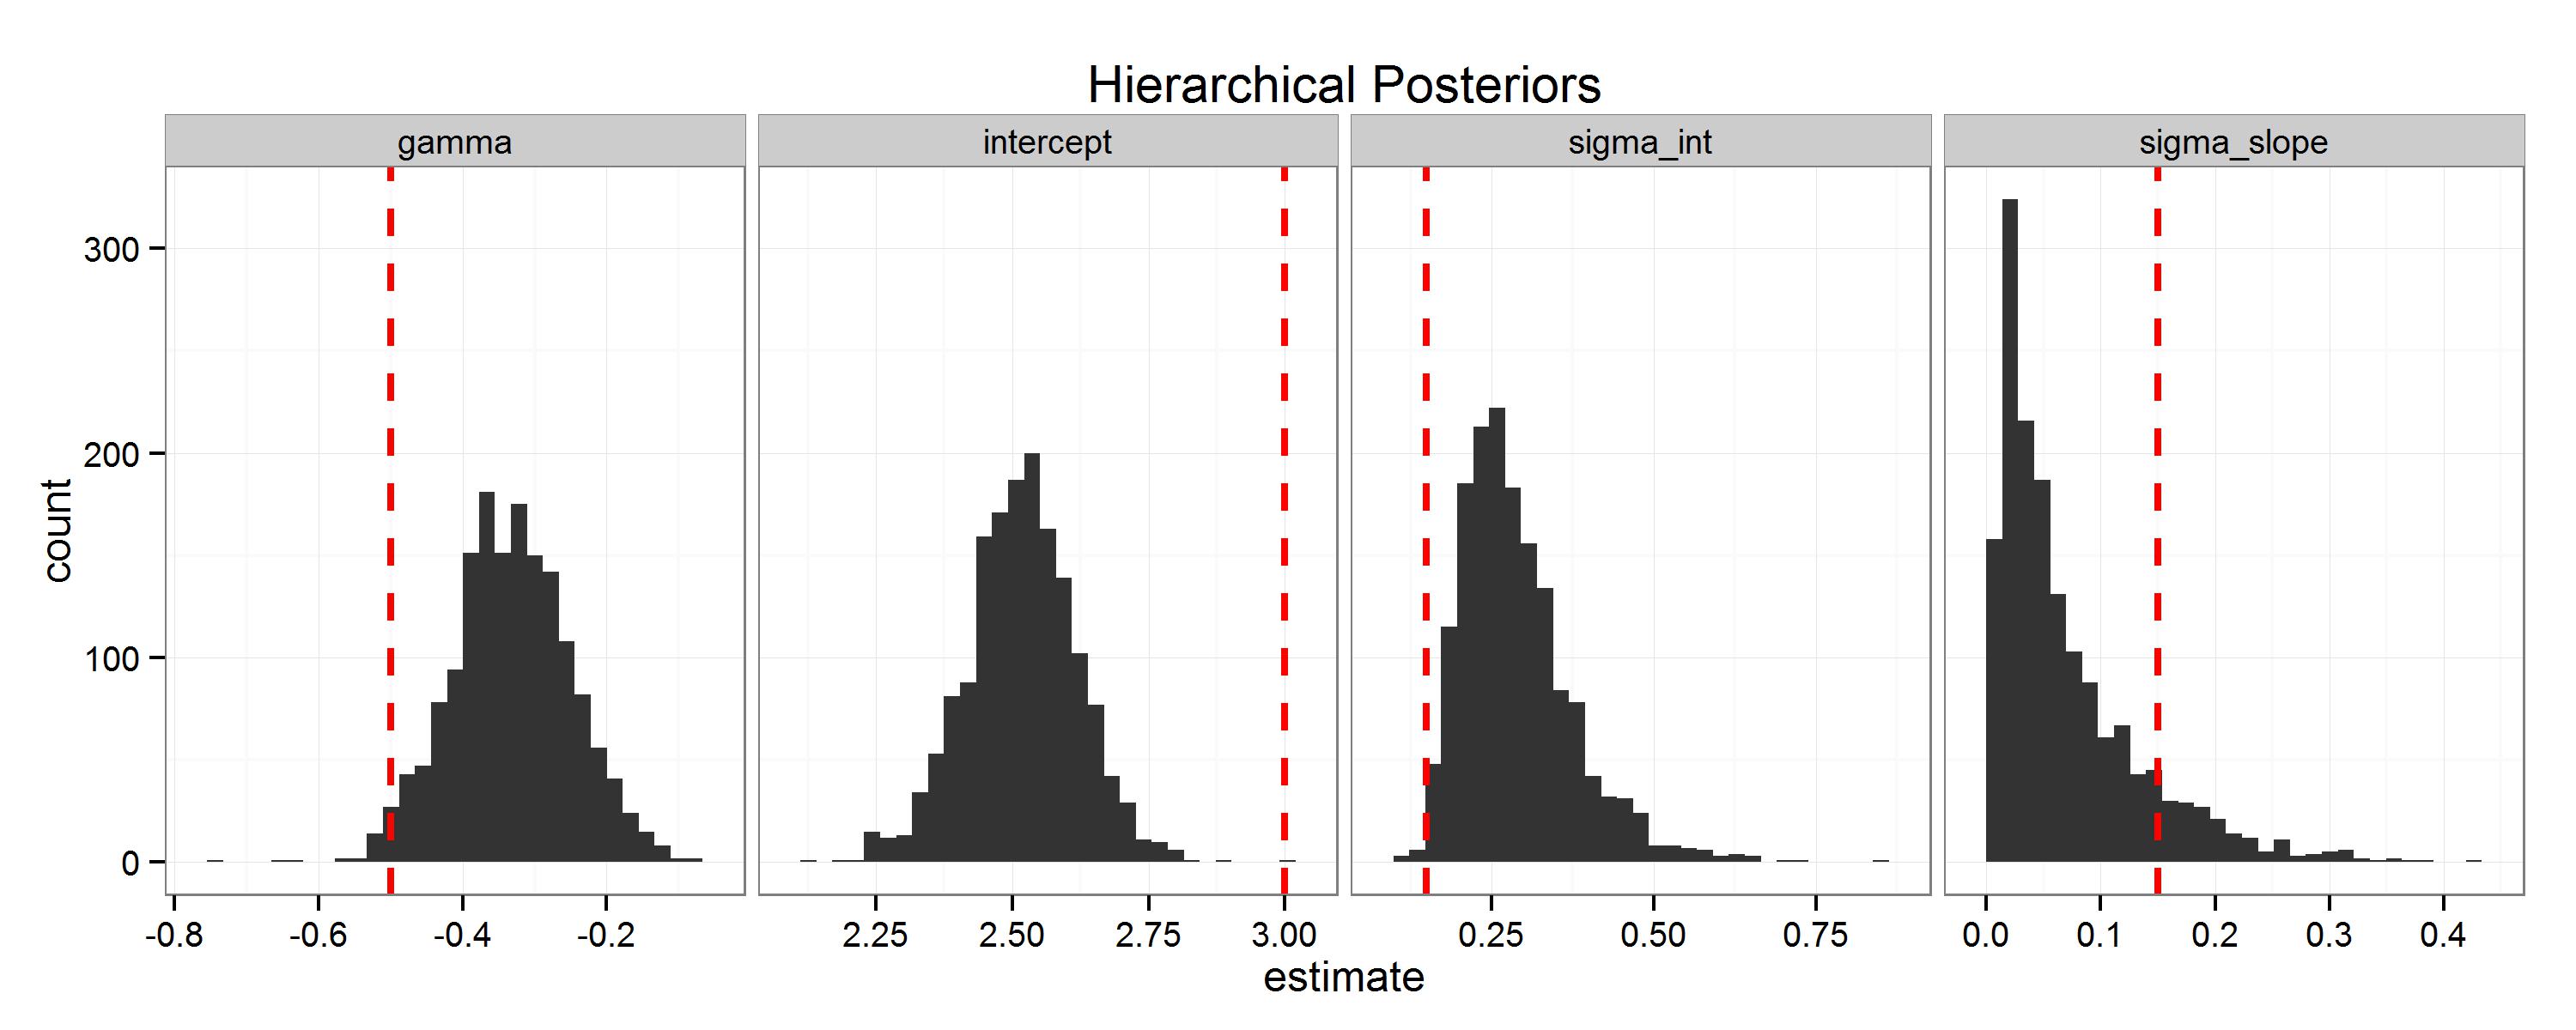 Hierarchical Posteriors
gamma intercept sigma_int sigma_slope
300
200
100
0
count
-0.8 -0.6 -0.4 -0.2 2.25 2.50 2.75 3.00 0.25 0.50 0.75 0.0 0.1 0.2 0.3 0.4
estimate